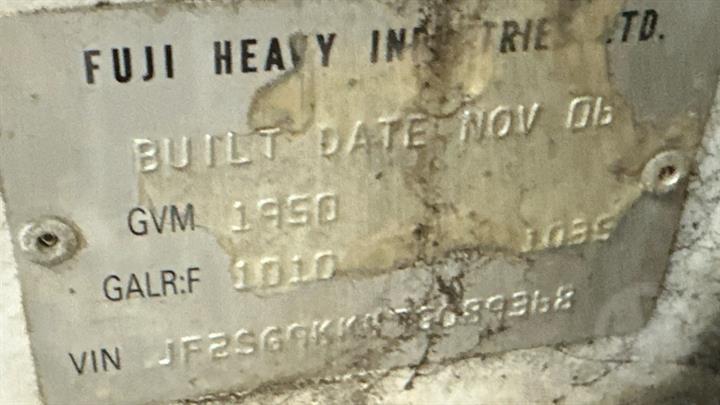 FUJI HEAVY INDUSTRIES LTD.
BUILT DATE NOV 06
GVM 1950
GALR:F 1010 1035
VIN